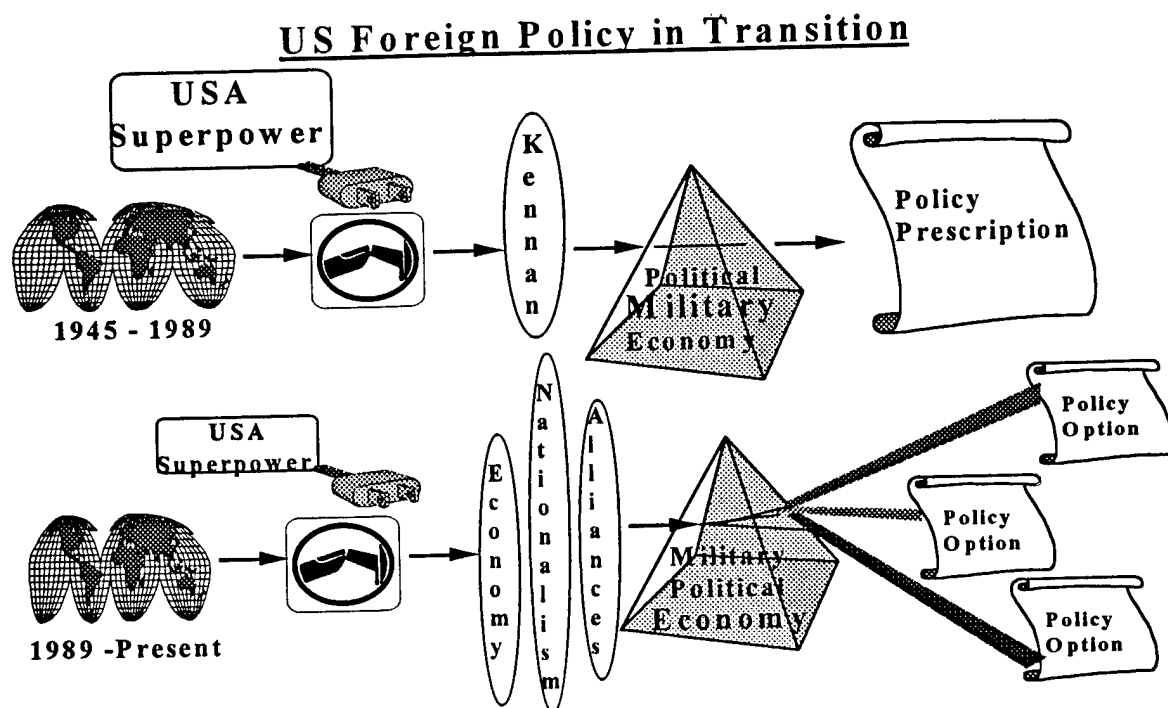 US Foreign Policy in Transition
USA
Superpower
1945 - 1989
Kennan
Political
Military
Economy
Policy
Prescription
USA
Superpower
1989 -Present
Economy
Nationalism
Alliances
Military
Political
Economy
Policy
Option
Policy
Option
Policy
Option